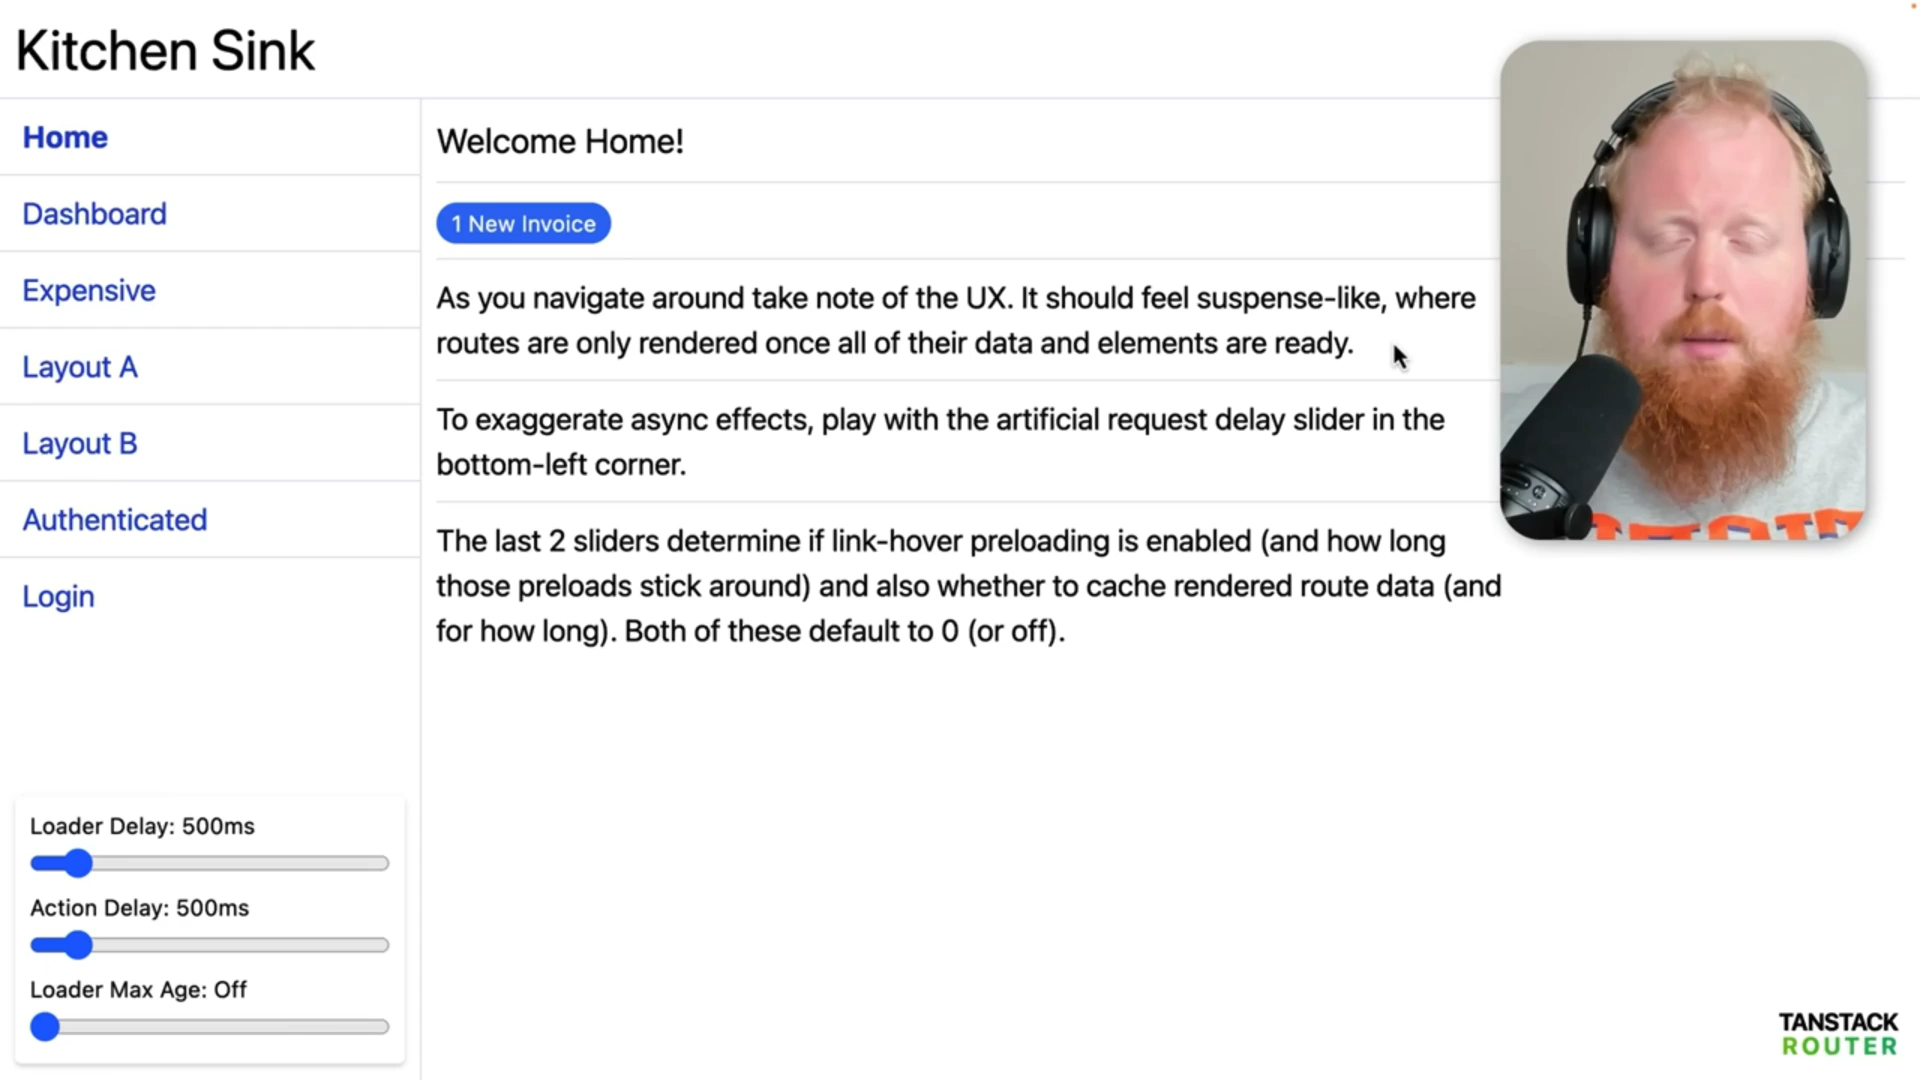 Kitchen Sink
Home
Dashboard
Expensive
Layout A
Layout B
Authenticated
Login
Welcome Home!
1 New Invoice
As you navigate around take note of the UX. It should feel suspense-like, where
routes are only rendered once all of their data and elements are ready.
To exaggerate async effects, play with the artificial request delay slider in the
bottom-left corner.
The last 2 sliders determine if link-hover preloading is enabled (and how long
those preloads stick around) and also whether to cache rendered route data (and
for how long). Both of these default to 0 (or off).
Loader Delay: 500ms
Action Delay: 500ms
Loader Max Age: Off
TANSTACK
ROUTER